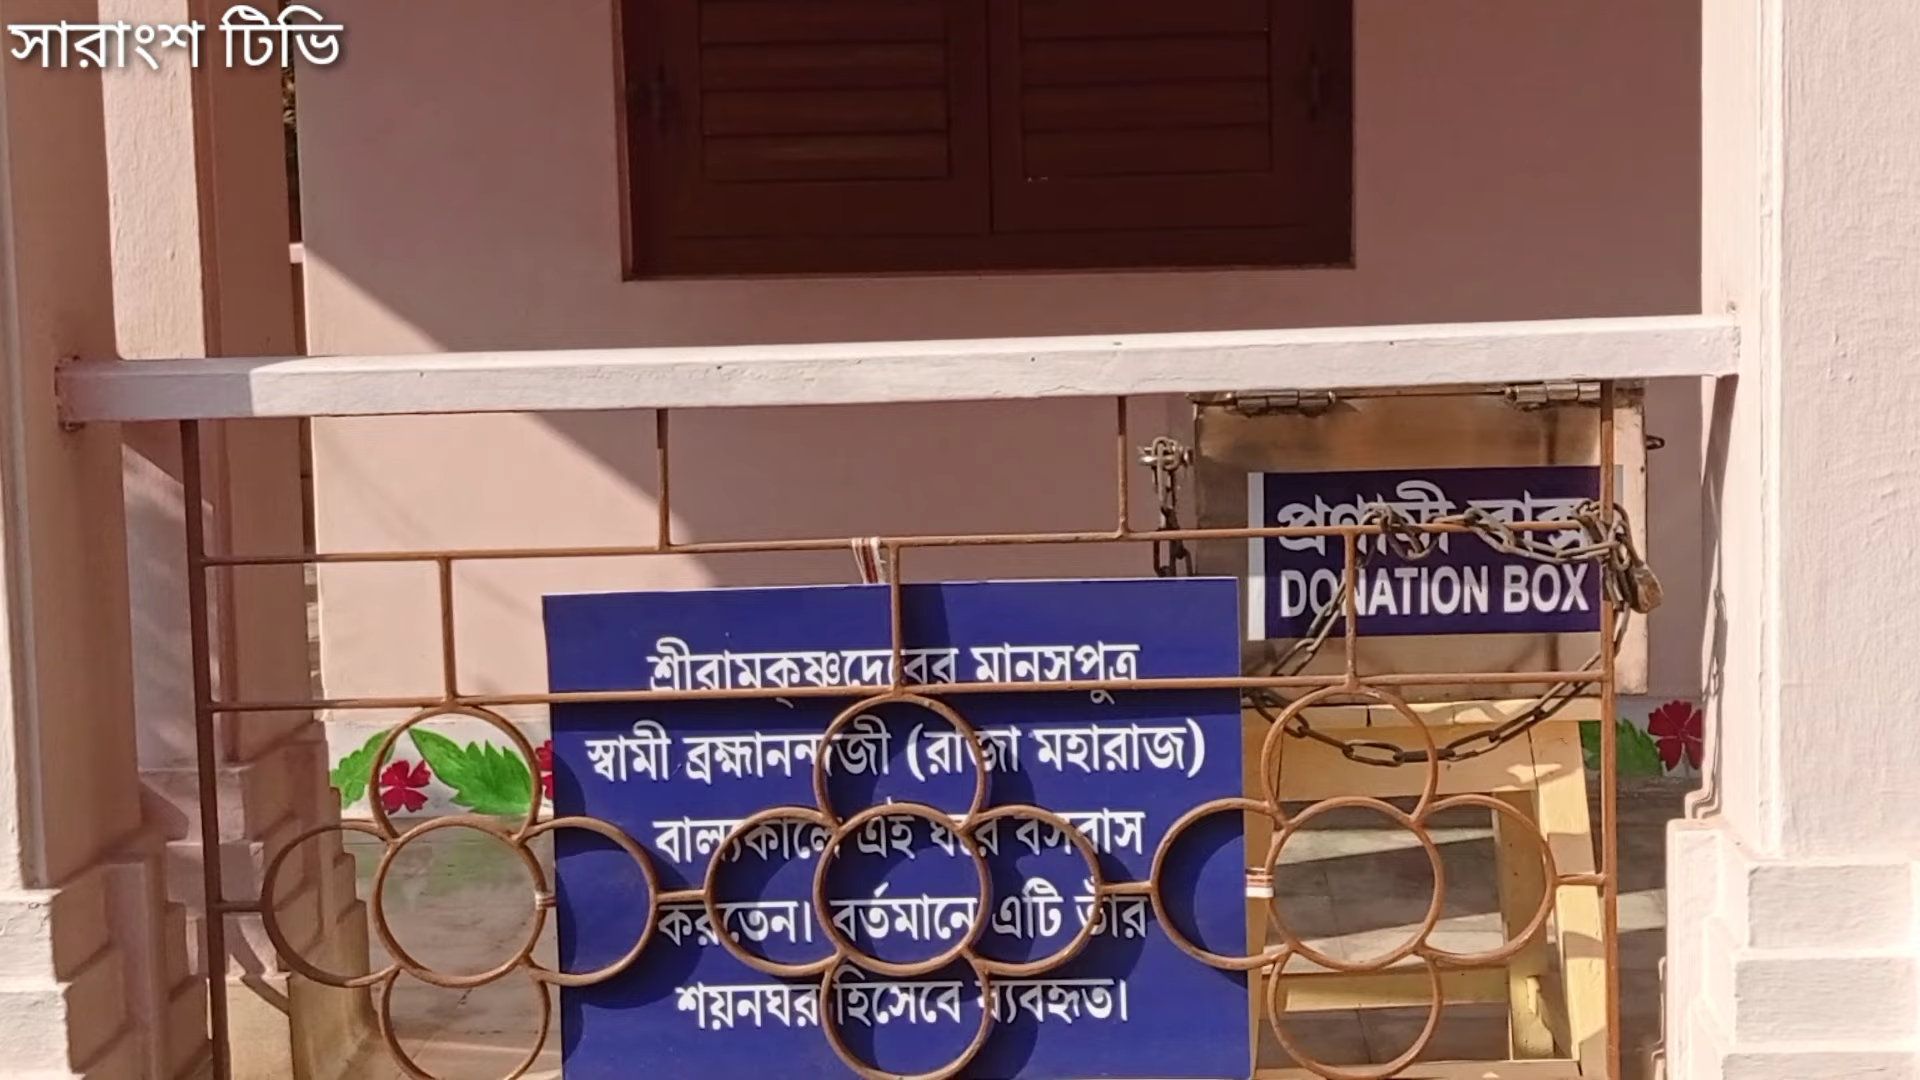 সারাংশ টিভি
প্রণামী বাক্স
DONATION BOX
শ্রীরামকৃষ্ণদেবের মানসপুত্র
স্বামী ব্রহ্মানন্দজী (রাজা মহারাজ)
বাল্যকালে এই ঘরে বসবাস
করতেন। বর্তমানে এটি তাঁর
শয়নঘর হিসেবে ব্যবহৃত।